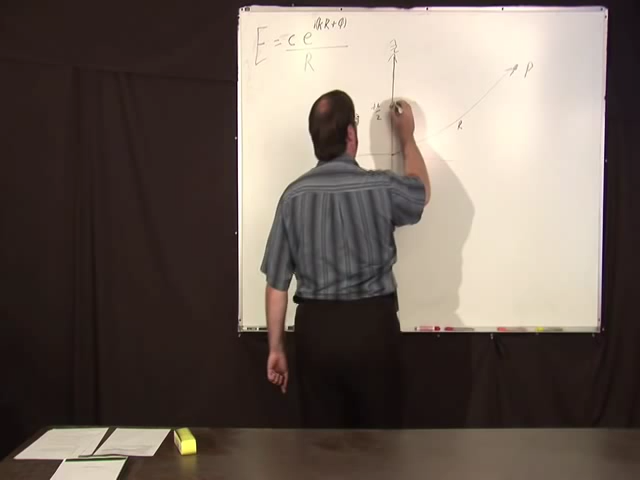 E = c e^{i(kR+φ)} / R
z
P
R